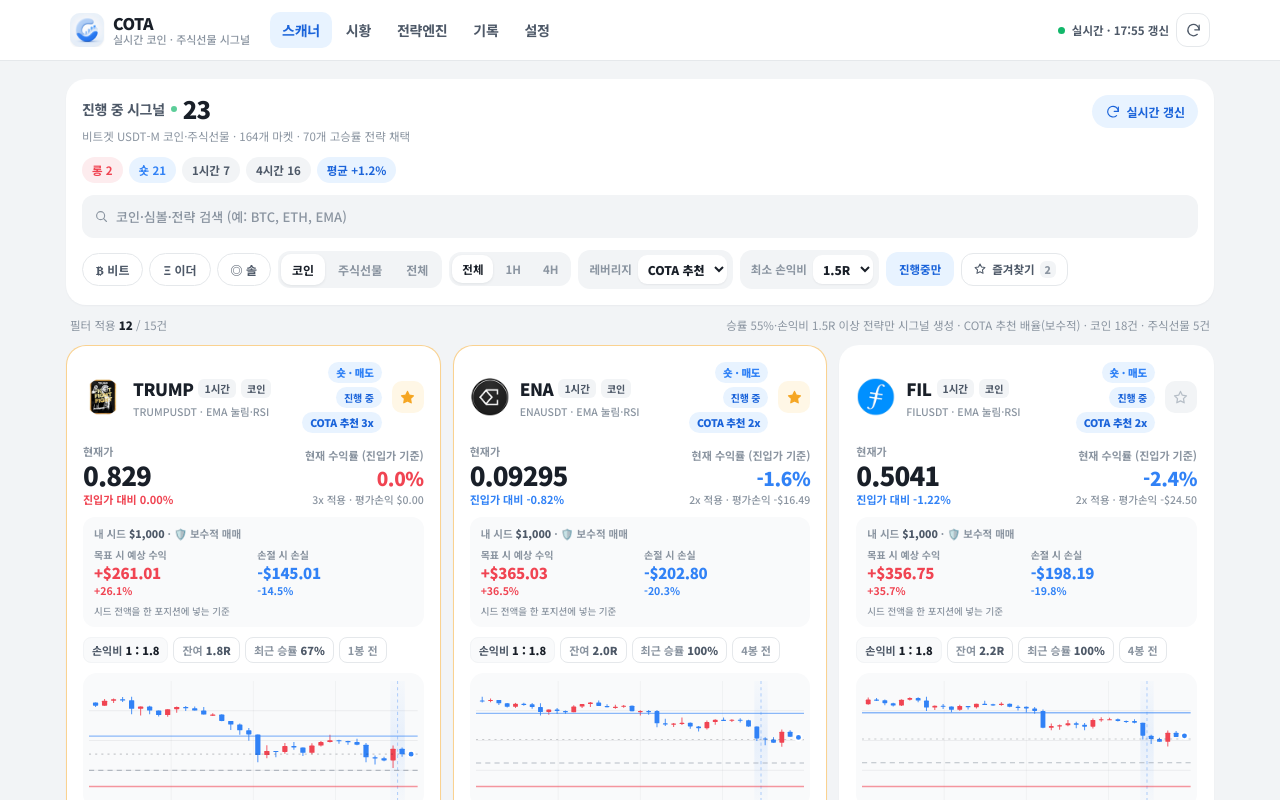 COTA
실시간 코인 · 주식선물 시그널
스캐너
시황
전략엔진
기록
설정
실시간 · 17:55 갱신
진행 중 시그널 23
실시간 갱신
비트겟 USDT-M 코인·주식선물 · 164개 마켓 · 70개 고승률 전략 채택
롱 2
숏 21
1시간 7
4시간 16
평균 +1.2%
코인·심볼·전략 검색 (예: BTC, ETH, EMA)
₿ 비트
Ξ 이더
◎ 솔
코인
주식선물
전체
전체
1H
4H
레버리지
COTA 추천
최소 손익비
1.5R
진행중만
즐겨찾기 2
필터 적용 12 / 15건
승률 55%·손익비 1.5R 이상 전략만 시그널 생성 · COTA 추천 배율(보수적) · 코인 18건 · 주식선물 5건
TRUMP 1시간 코인
TRUMPUSDT · EMA 눌림·RSI
숏 · 매도
진행 중
COTA 추천 3x
현재가
0.829
진입가 대비 0.00%
현재 수익률 (진입가 기준)
0.0%
3x 적용 · 평가손익 $0.00
내 시드 $1,000 · 🛡️ 보수적 매매
목표 시 예상 수익
+$261.01
+26.1%
손절 시 손실
-$145.01
-14.5%
시드 전액을 한 포지션에 넣는 기준
손익비 1 : 1.8
잔여 1.8R
최근 승률 67%
1봉 전
ENA 1시간 코인
ENAUSDT · EMA 눌림·RSI
숏 · 매도
진행 중
COTA 추천 2x
현재가
0.09295
진입가 대비 -0.82%
현재 수익률 (진입가 기준)
-1.6%
2x 적용 · 평가손익 -$16.49
내 시드 $1,000 · 🛡️ 보수적 매매
목표 시 예상 수익
+$365.03
+36.5%
손절 시 손실
-$202.80
-20.3%
시드 전액을 한 포지션에 넣는 기준
손익비 1 : 1.8
잔여 2.0R
최근 승률 100%
4봉 전
FIL 1시간 코인
FILUSDT · EMA 눌림·RSI
숏 · 매도
진행 중
COTA 추천 2x
현재가
0.5041
진입가 대비 -1.22%
현재 수익률 (진입가 기준)
-2.4%
2x 적용 · 평가손익 -$24.50
내 시드 $1,000 · 🛡️ 보수적 매매
목표 시 예상 수익
+$356.75
+35.7%
손절 시 손실
-$198.19
-19.8%
시드 전액을 한 포지션에 넣는 기준
손익비 1 : 1.8
잔여 2.2R
최근 승률 100%
4봉 전